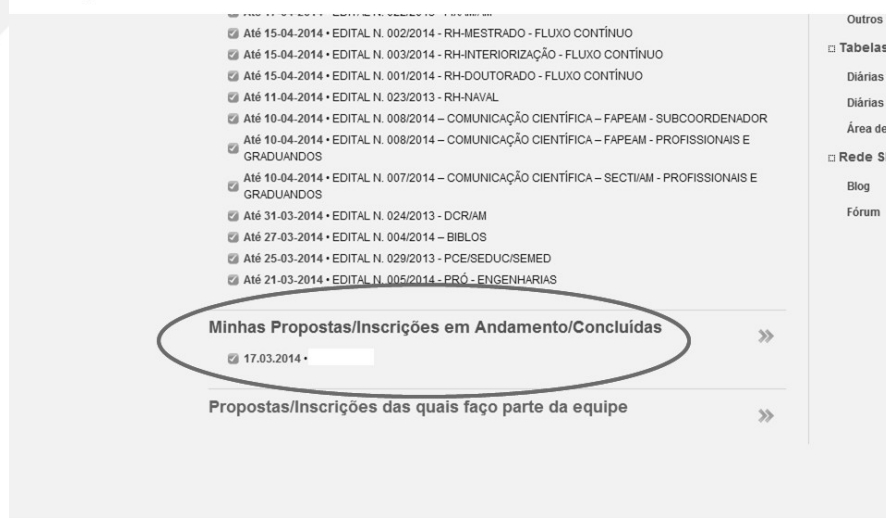 Até 15-04-2014 • EDITAL N. 002/2014 - RH-MESTRADO - FLUXO CONTÍNUO
Até 15-04-2014 • EDITAL N. 003/2014 - RH-INTERIORIZAÇÃO - FLUXO CONTÍNUO
Até 15-04-2014 • EDITAL N. 001/2014 - RH-DOUTORADO - FLUXO CONTÍNUO
Até 11-04-2014 • EDITAL N. 023/2013 - RH-NAVAL
Até 10-04-2014 • EDITAL N. 008/2014 – COMUNICAÇÃO CIENTÍFICA – FAPEAM - SUBCOORDENADOR
Até 10-04-2014 • EDITAL N. 008/2014 – COMUNICAÇÃO CIENTÍFICA – FAPEAM - PROFISSIONAIS E
GRADUANDOS
Até 10-04-2014 • EDITAL N. 007/2014 – COMUNICAÇÃO CIENTÍFICA – SECTI/AM - PROFISSIONAIS E
GRADUANDOS
Até 31-03-2014 • EDITAL N. 024/2013 - DCR/AM
Até 27-03-2014 • EDITAL N. 004/2014 – BIBLOS
Até 25-03-2014 • EDITAL N. 029/2013 - PCE/SEDUC/SEMED
Até 21-03-2014 • EDITAL N. 005/2014 - PRÓ - ENGENHARIAS
Minhas Propostas/Inscrições em Andamento/Concluídas
17.03.2014 •
Propostas/Inscrições das quais faço parte da equipe
Outros
Tabelas
Diárias
Diárias
Área de
Rede
Blog
Fórum